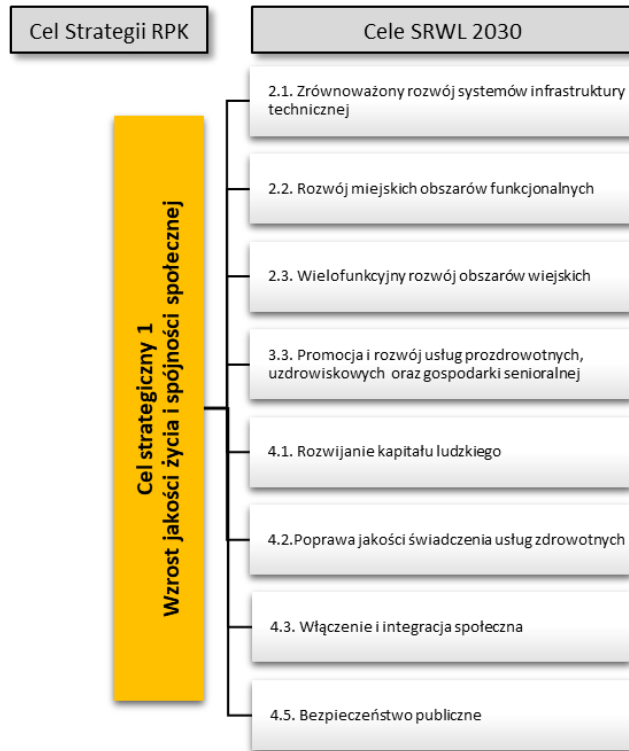 Cel Strategii RPK
Cele SRWL 2030
Cel strategiczny 1
Wzrost jakości życia i spójności społecznej
2.1. Zrównoważony rozwój systemów infrastruktury
technicznej
2.2. Rozwój miejskich obszarów funkcjonalnych
2.3. Wielofunkcyjny rozwój obszarów wiejskich
3.3. Promocja i rozwój usług prozdrowotnych,
uzdrowiskowych oraz gospodarki senioralnej
4.1. Rozwijanie kapitału ludzkiego
4.2.Poprawa jakości świadczenia usług zdrowotnych
4.3. Włączenie i integracja społeczna
4.5. Bezpieczeństwo publiczne